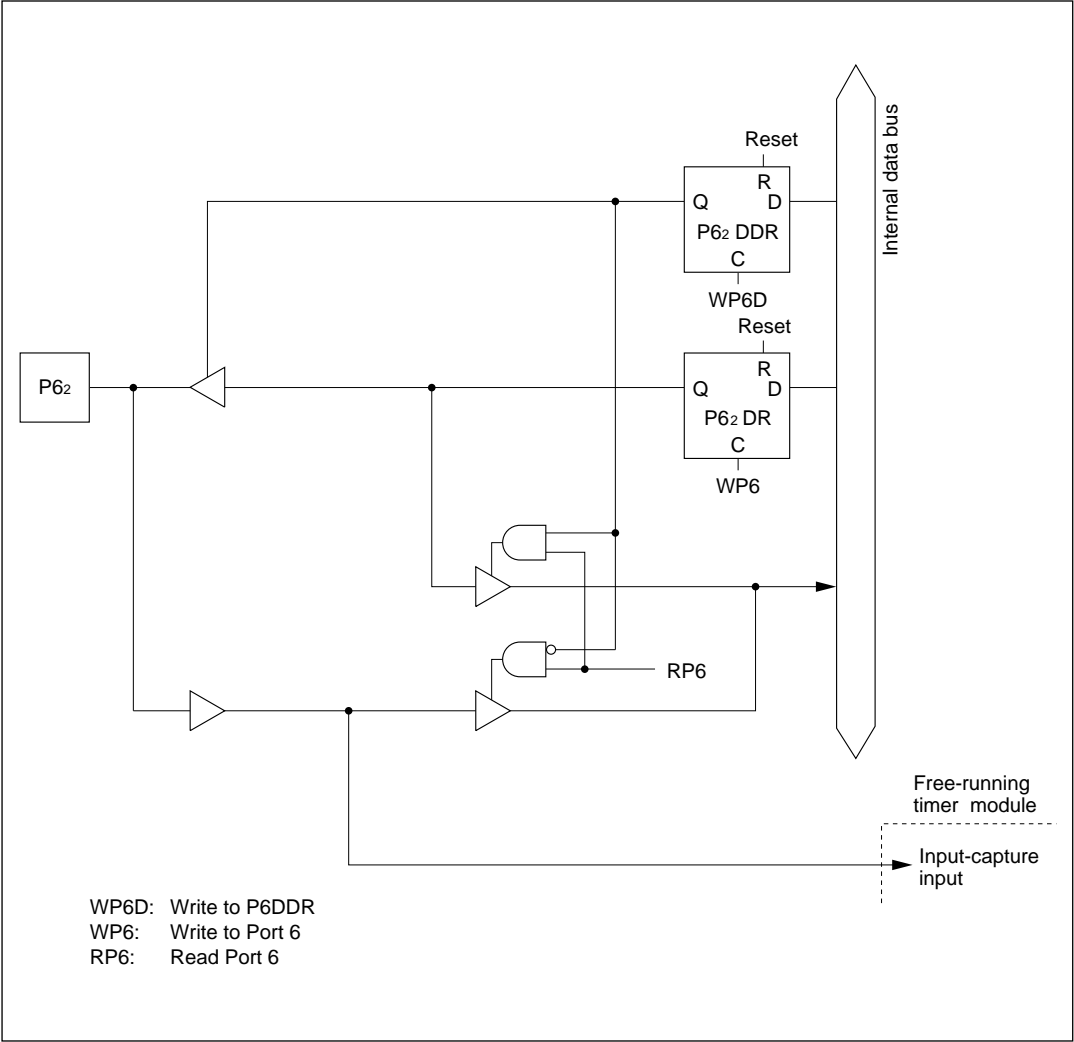 Reset
R
Q D
P6₂ DDR
C
WP6D
Internal data bus
Reset
R
Q D
P6₂ DR
C
WP6
P6₂
RP6
Free-running
timer module
Input-capture
input
WP6D: Write to P6DDR
WP6: Write to Port 6
RP6: Read Port 6